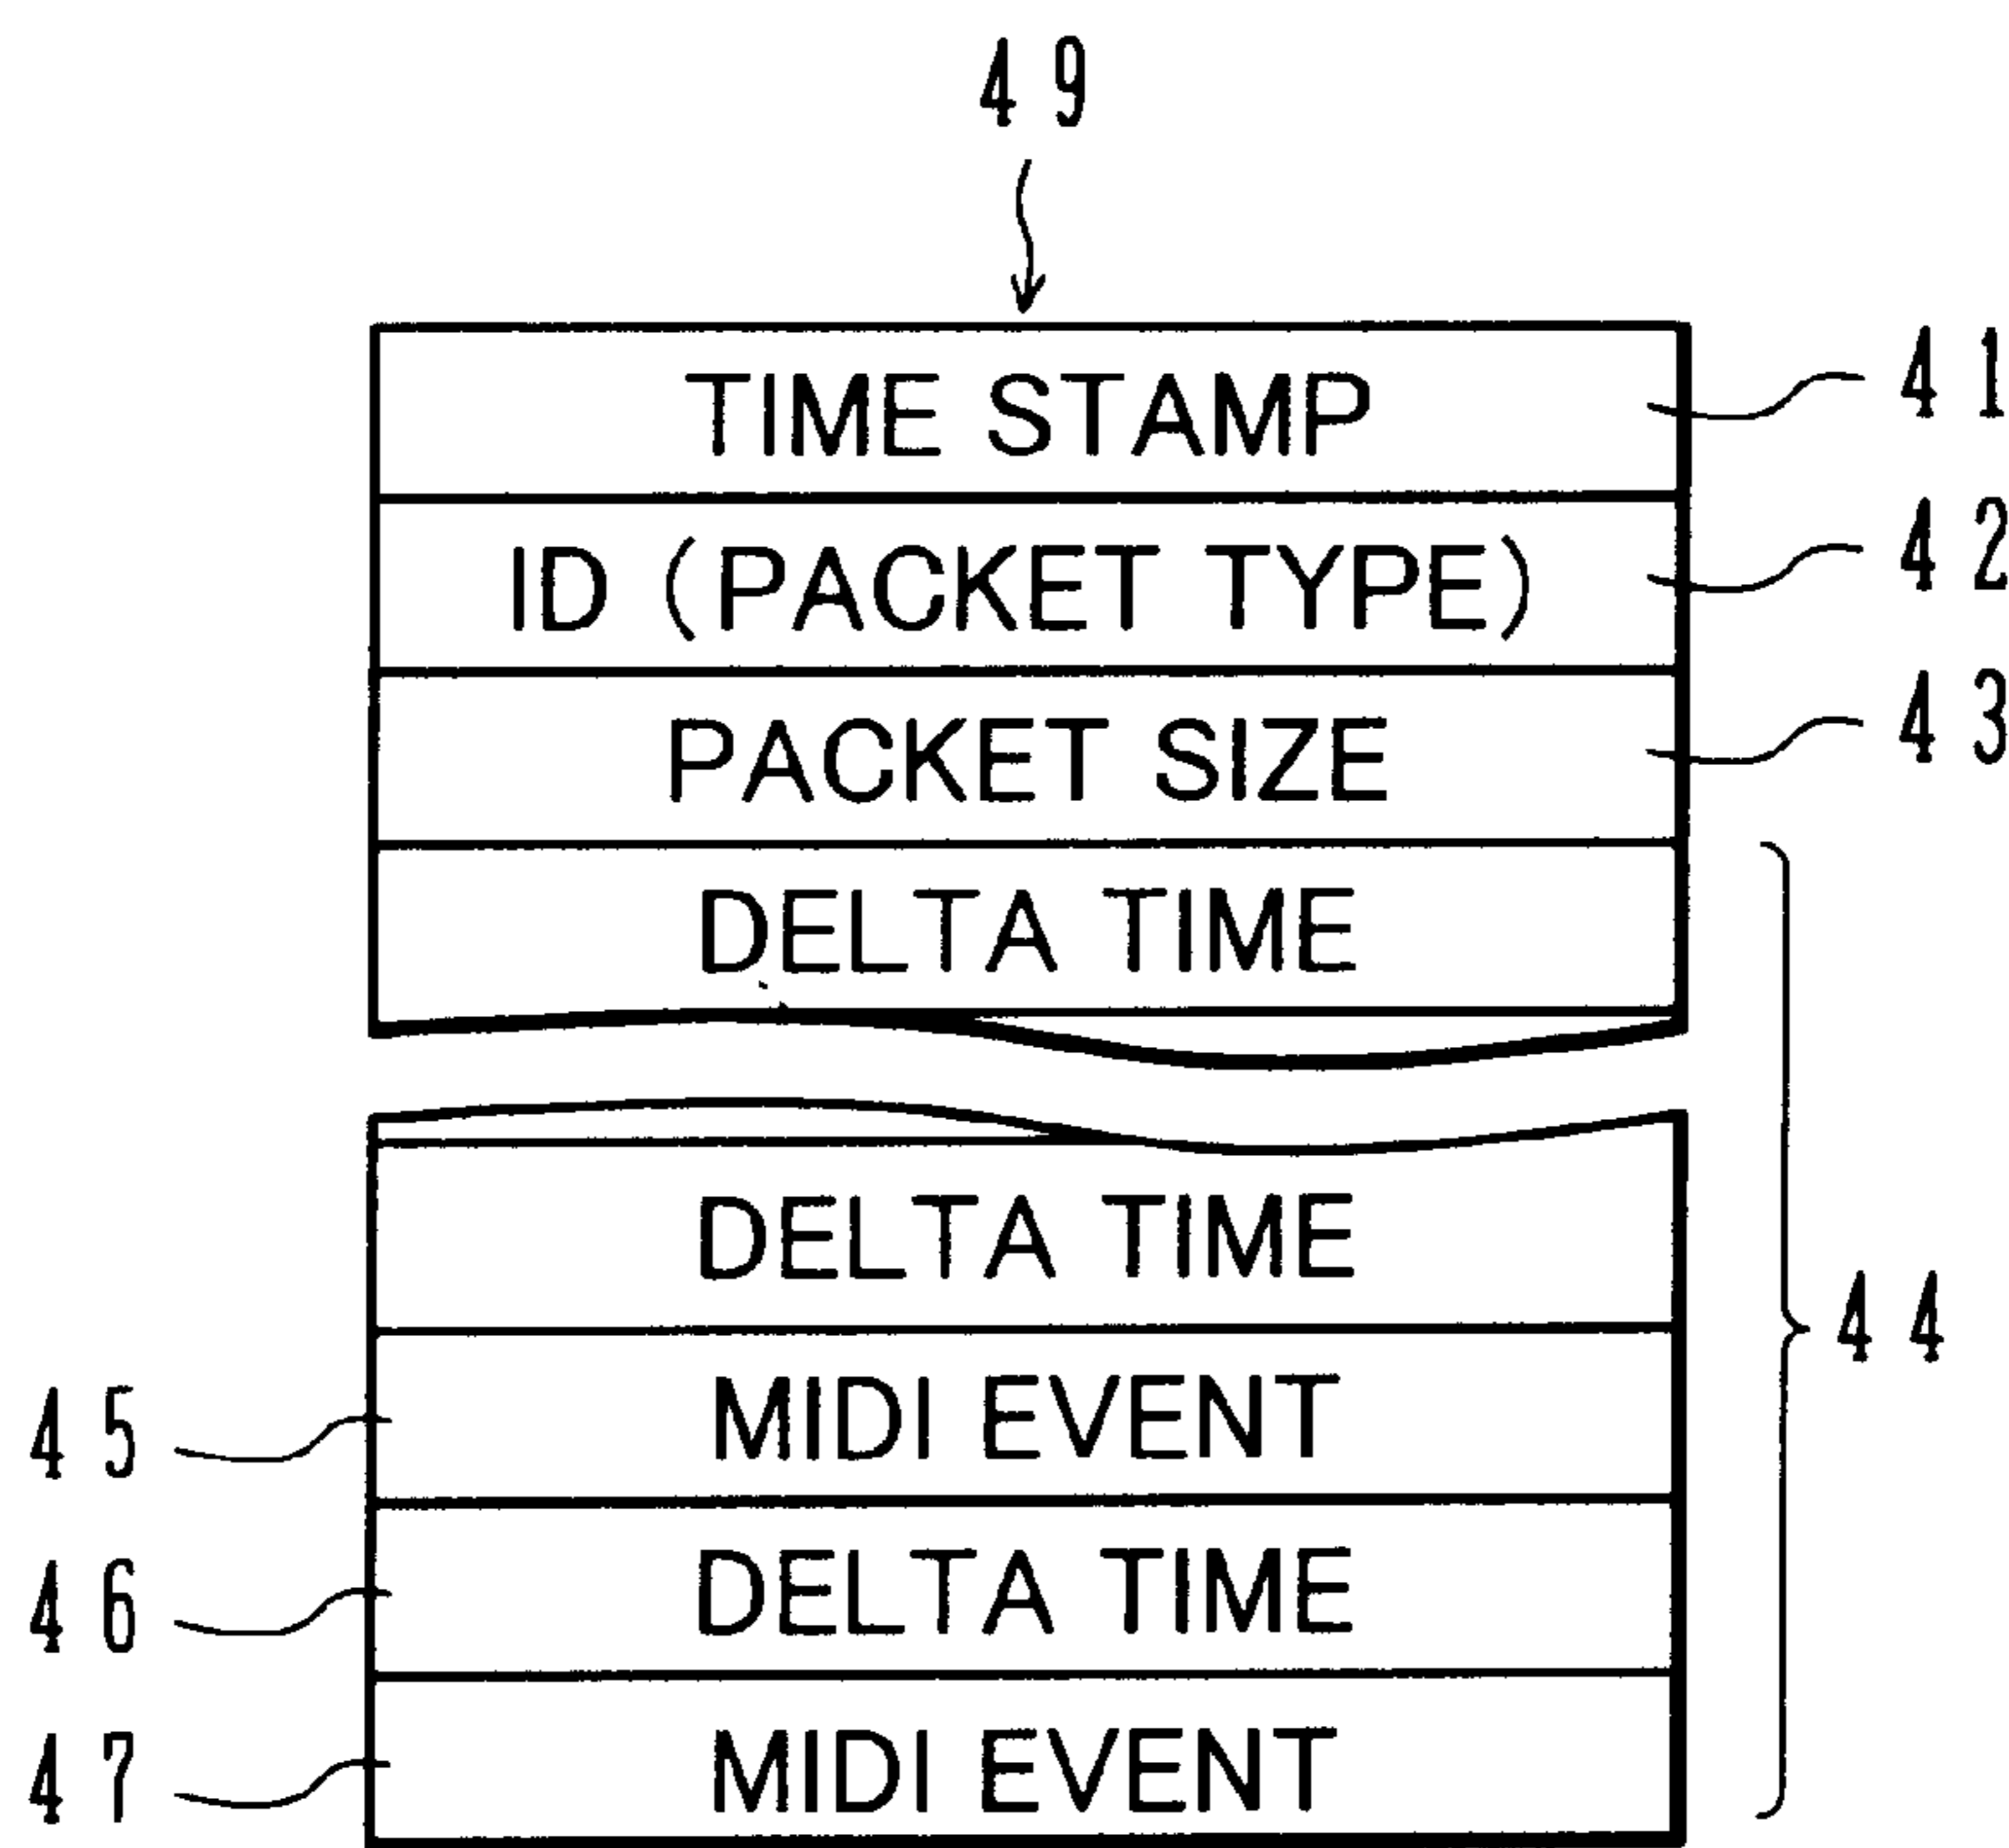 49
TIME STAMP 41
ID (PACKET TYPE) 42
PACKET SIZE 43
DELTA TIME
DELTA TIME
44
45 MIDI EVENT
46 DELTA TIME
47 MIDI EVENT